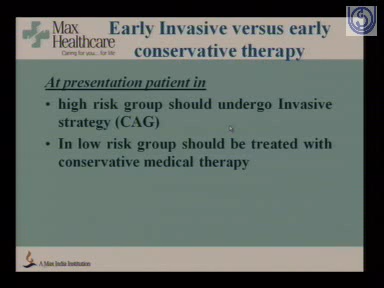 Max
Healthcare
Caring for you... for life
Early Invasive versus early
conservative therapy
At presentation patient in
• high risk group should undergo Invasive
strategy (CAG)
• In low risk group should be treated with
conservative medical therapy
A Max India Institution